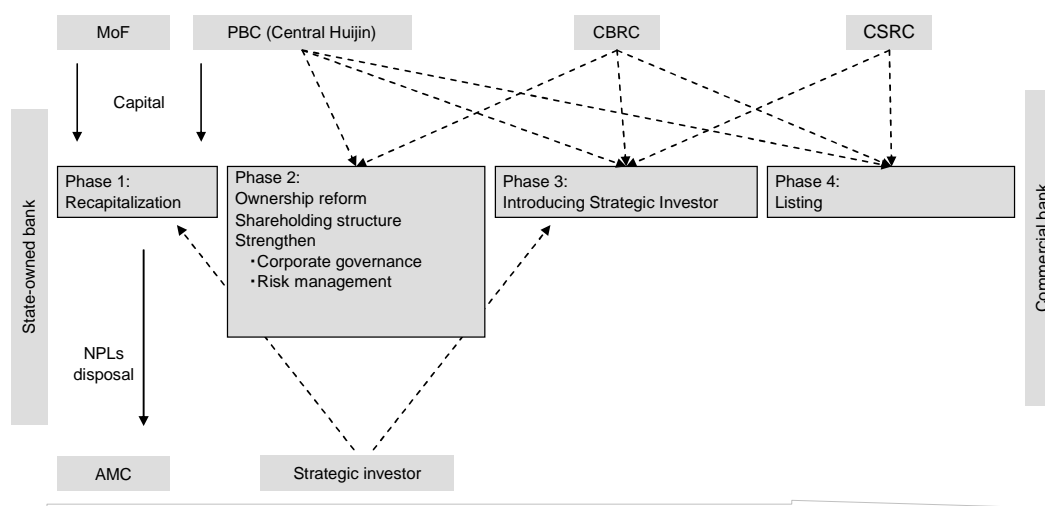 MoF
PBC (Central Huijin)
CBRC
CSRC
Capital
State-owned bank
Commercial bank
Phase 1:
Recapitalization
Phase 2:
Ownership reform
Shareholding structure
Strengthen
・Corporate governance
・Risk management
Phase 3:
Introducing Strategic Investor
Phase 4:
Listing
NPLs
disposal
AMC
Strategic investor